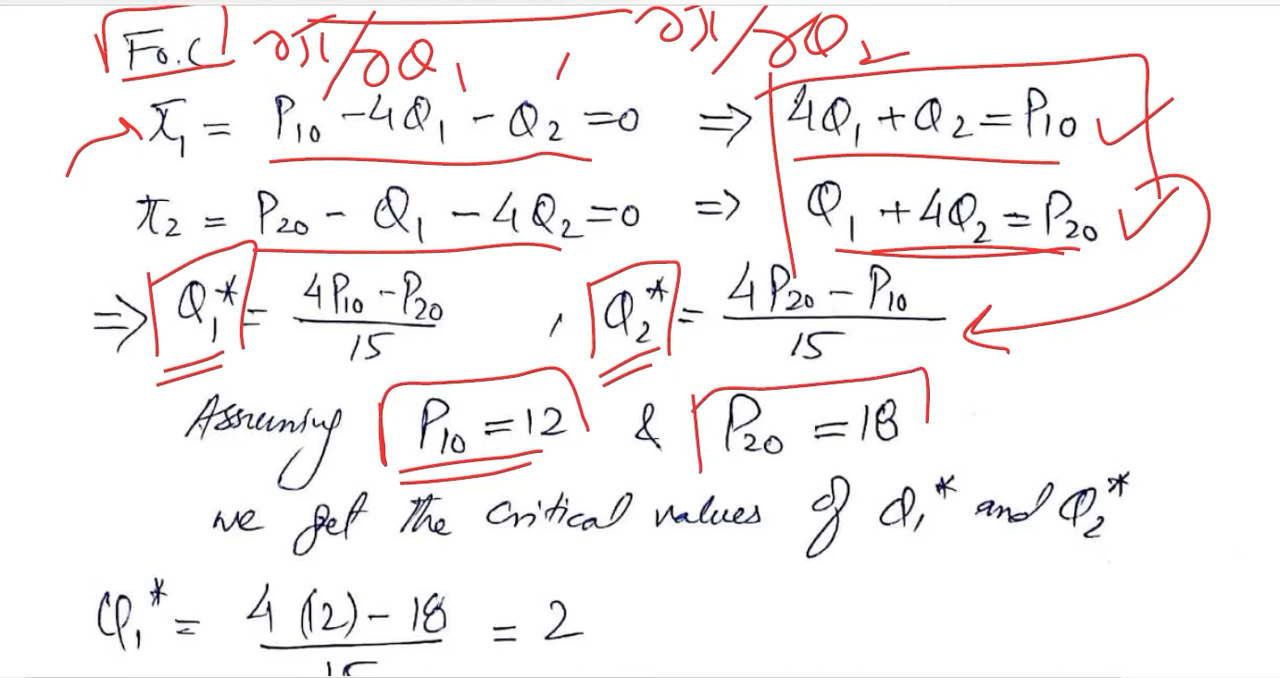 F.o.c ∂π/∂Q₁ , ∂π/∂Q₂
π₁ = P₁₀ - 4Q₁ - Q₂ = 0 ⇒ 4Q₁ + Q₂ = P₁₀
π₂ = P₂₀ - Q₁ - 4Q₂ = 0 ⇒ Q₁ + 4Q₂ = P₂₀
⇒ Q₁* = (4P₁₀ - P₂₀)/15 , Q₂* = (4P₂₀ - P₁₀)/15
Assuming P₁₀ = 12 & P₂₀ = 18
we get the critical values of Q₁* and Q₂*
Q₁* = (4(12) - 18)/15 = 2